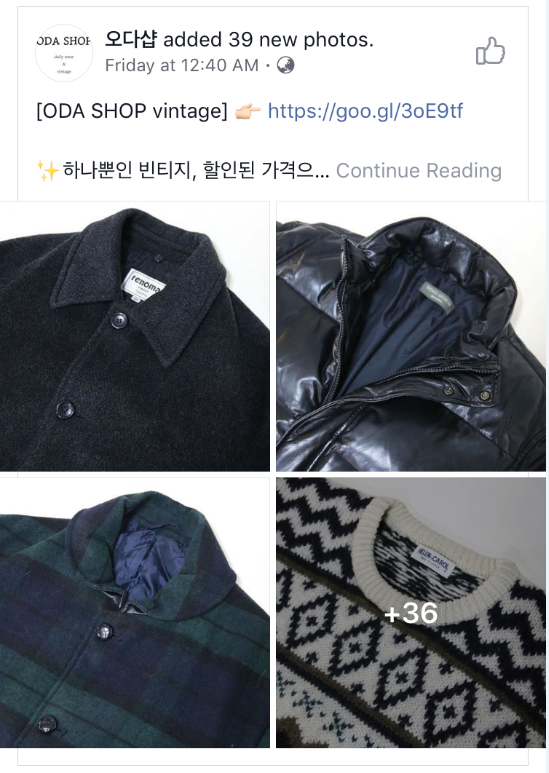 ODA SHOP
daily wear
&
vintage
오다샵 added 39 new photos.
Friday at 12:40 AM ·
[ODA SHOP vintage] 👉 https://goo.gl/3oE9tf
✨하나뿐인 빈티지, 할인된 가격으... Continue Reading
renoma
HELEN:CAROL
+36